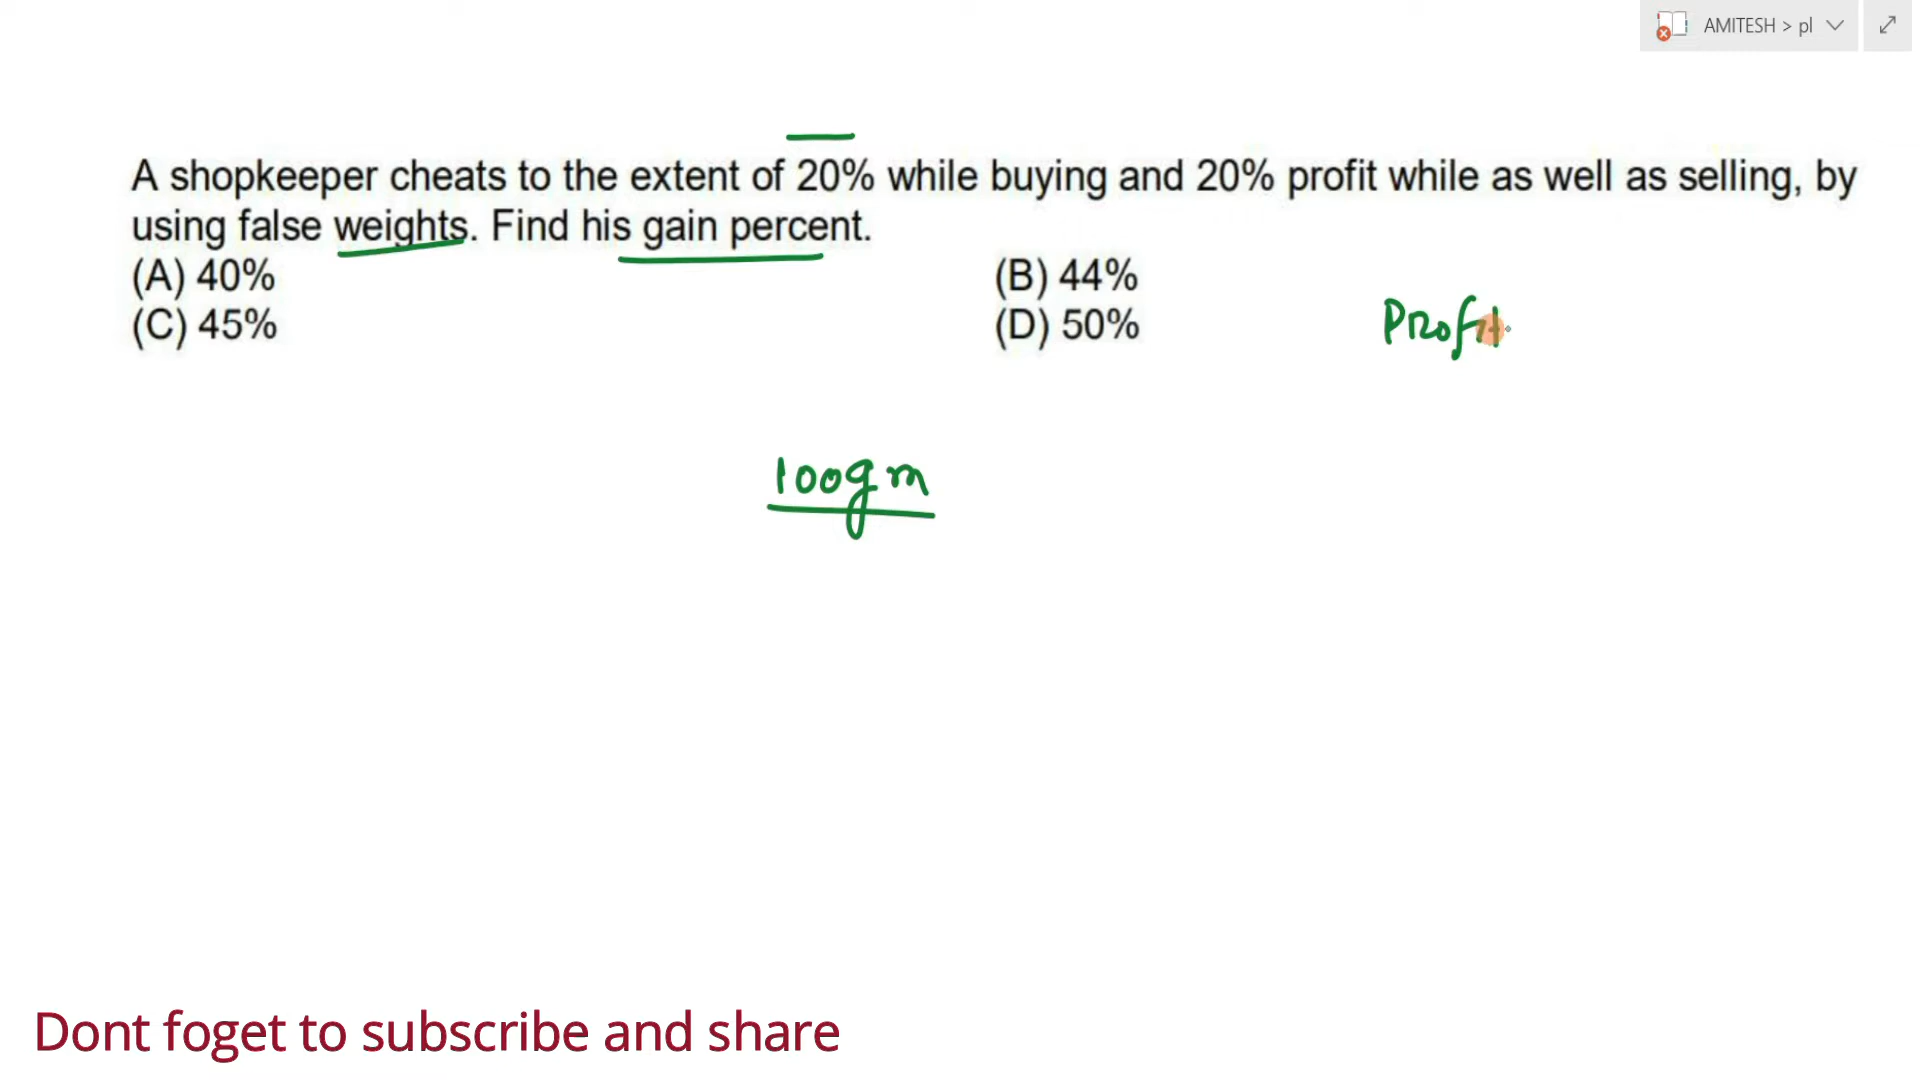 AMITESH > pl
A shopkeeper cheats to the extent of 20% while buying and 20% profit while as well as selling, by
using false weights. Find his gain percent.
(A) 40% (B) 44%
(C) 45% (D) 50%
Profit
100gm
Dont foget to subscribe and share